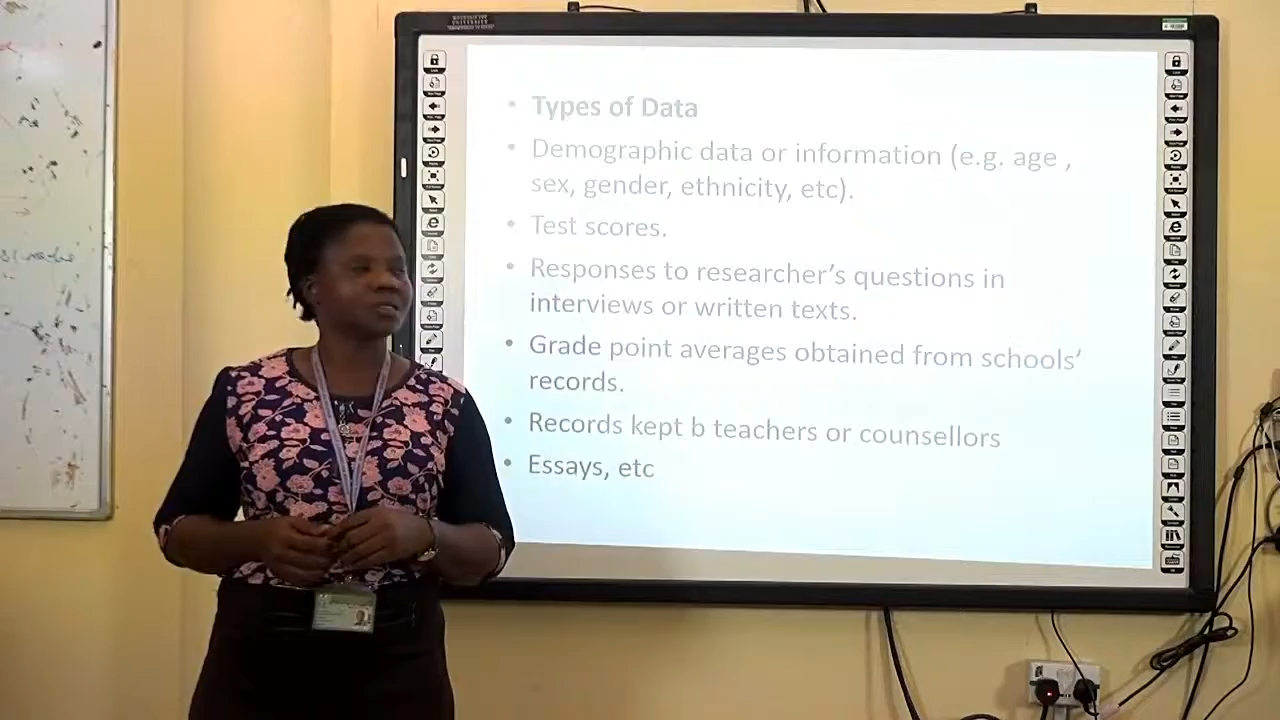 Types of Data
Demographic data or information (e.g. age ,
sex, gender, ethnicity, etc).
Test scores.
Responses to researcher's questions in
interviews or written texts.
Grade point averages obtained from schools'
records.
Records kept b teachers or counsellors
Essays, etc